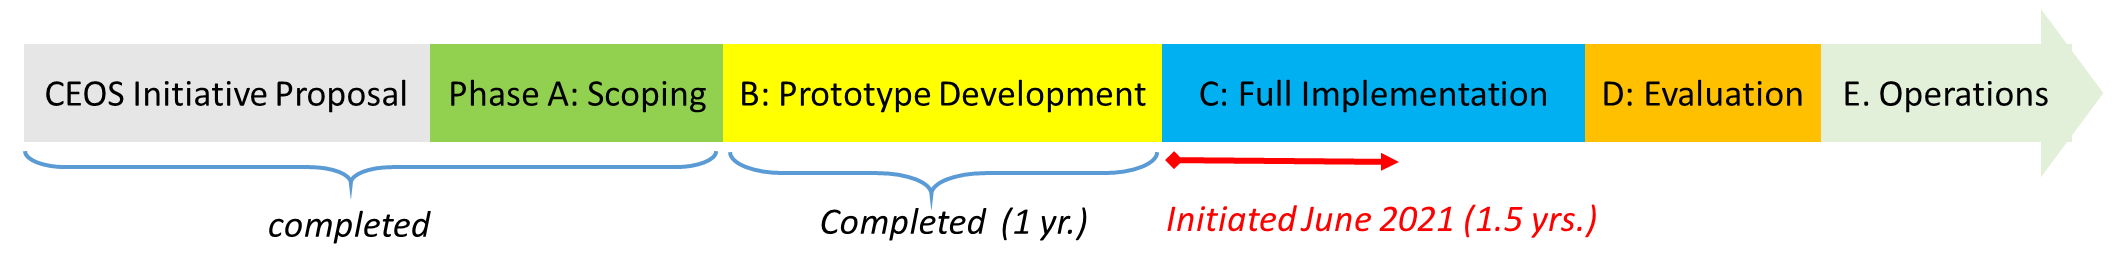 CEOS Initiative Proposal
Phase A: Scoping
B: Prototype Development
C: Full Implementation
D: Evaluation
E. Operations
completed
Completed (1 yr.)
Initiated June 2021 (1.5 yrs.)